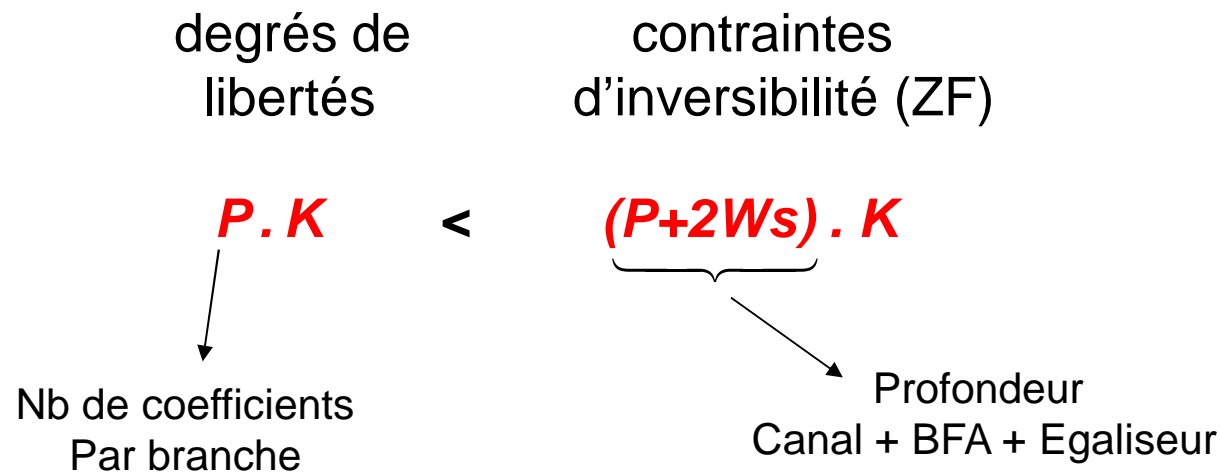 degrés de
libertés
contraintes
d'inversibilité (ZF)
P. K < (P+2Ws) . K
Nb de coefficients
Par branche
Profondeur
Canal + BFA + Egaliseur